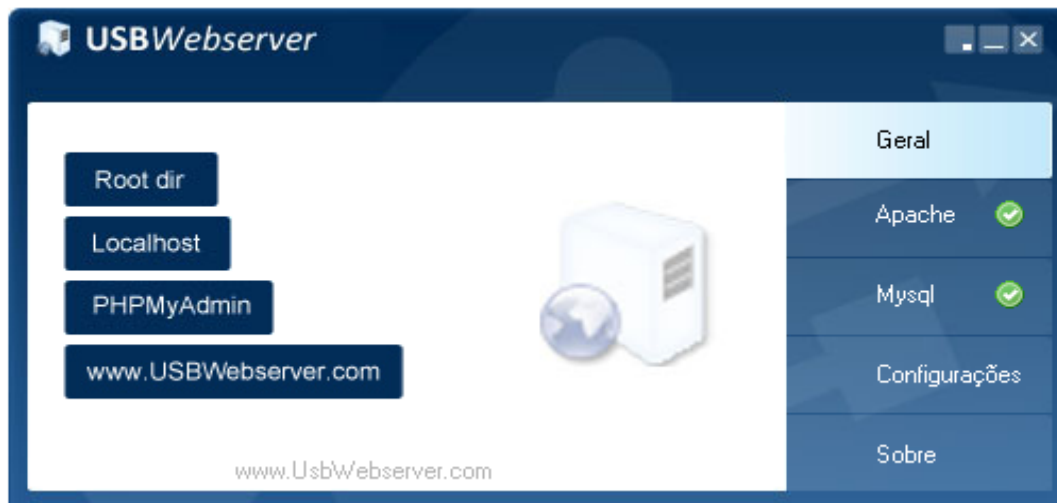 USBWebserver
Root dir
Localhost
PHPMyAdmin
www.USBWebserver.com
www.UsbWebserver.com
Geral
Apache
Mysql
Configurações
Sobre